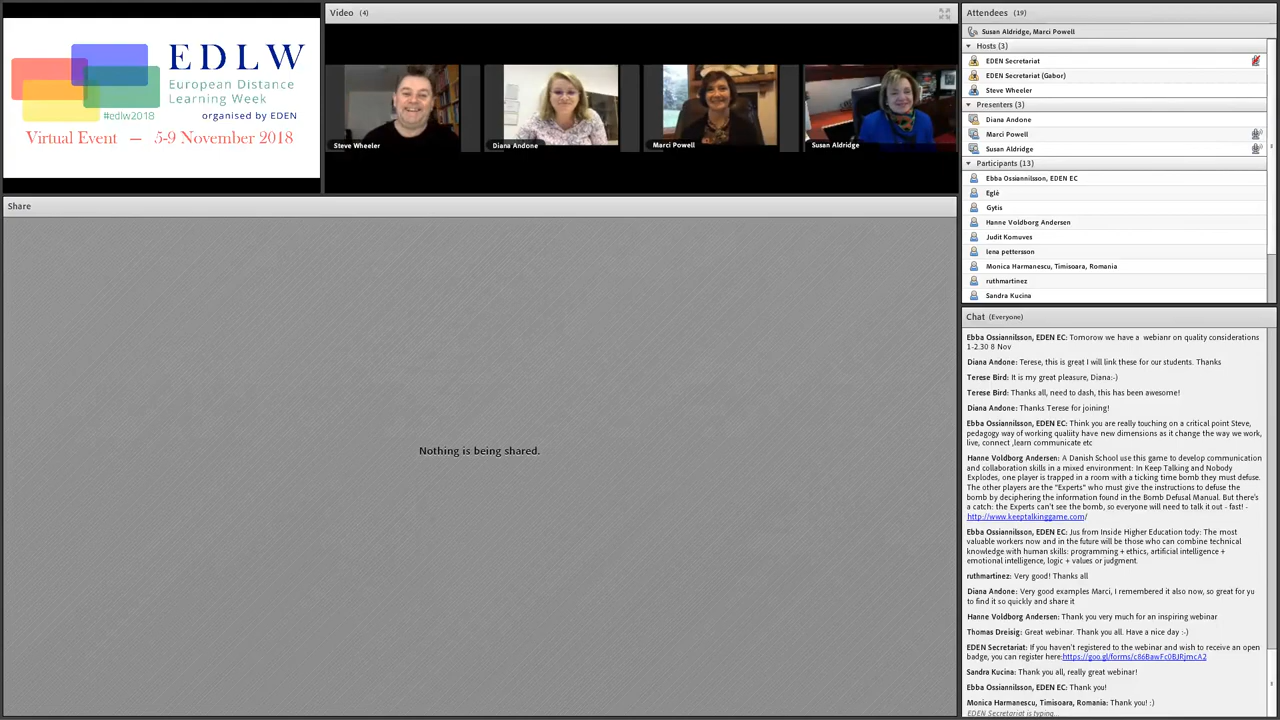 EDLW
European Distance
Learning Week
#edlw2018
organised by EDEN
Virtual Event — 5-9 November 2018
Video (4)
Steve Wheeler
Diana Andone
Marci Powell
Susan Aldridge
Share
Nothing is being shared.
Attendees (19)
Susan Aldridge, Marci Powell
Hosts (3)
EDEN Secretariat
EDEN Secretariat (Gabor)
Steve Wheeler
Presenters (3)
Diana Andone
Marci Powell
Susan Aldridge
Participants (13)
Ebba Ossiannilsson, EDEN EC
Eglė
Gytis
Hanne Voldborg Andersen
Judit Komuves
lena pettersson
Monica Harmanescu, Timisoara, Romania
ruthmartinez
Sandra Kucina
Chat (Everyone)
Ebba Ossiannilsson, EDEN EC: Tomorow we have a webianr on quality considerations
1-2.30 8 Nov
Diana Andone: Terese, this is great I will link these for our students. Thanks
Terese Bird: It is my great pleasure, Diana:-)
Terese Bird: Thanks all, need to dash, this has been awesome!
Diana Andone: Thanks Terese for joining!
Ebba Ossiannilsson, EDEN EC: Think you are really touching on a critical point Steve,
pedagogy way of working qualiity have new dimensions as it change the way we work,
live, connect ,learn communicate etc
Hanne Voldborg Andersen: A Danish School use this game to develop communication
and collaboration skills in a mixed environment: In Keep Talking and Nobody
Explodes, one player is trapped in a room with a ticking time bomb they must defuse.
The other players are the "Experts" who must give the instructions to defuse the
bomb by deciphering the information found in the Bomb Defusal Manual. But there's
a catch: the Experts can't see the bomb, so everyone will need to talk it out - fast! -
http://www.keeptalkinggame.com/
Ebba Ossiannilsson, EDEN EC: Jus from Inside Higher Education tody: The most
valuable workers now and in the future will be those who can combine technical
knowledge with human skills: programming + ethics, artificial intelligence +
emotional intelligence, logic + values or judgment.
ruthmartinez: Very good! Thanks all
Diana Andone: Very good examples Marci, I remembered it also now, so great for yu
to find it so quickly and share it
Hanne Voldborg Andersen: Thank you very much for an inspiring webinar
Thomas Dreisig: Great webinar. Thank you all. Have a nice day :-)
EDEN Secretariat: If you haven't registered to the webinar and wish to receive an open
badge, you can register here:https://goo.gl/forms/c86BawFc0BJRjmcA2
Sandra Kucina: Thank you all, really great webinar!
Ebba Ossiannilsson, EDEN EC: Thank you!
Monica Harmanescu, Timisoara, Romania: Thank you! :)
EDEN Secretariat is typing...